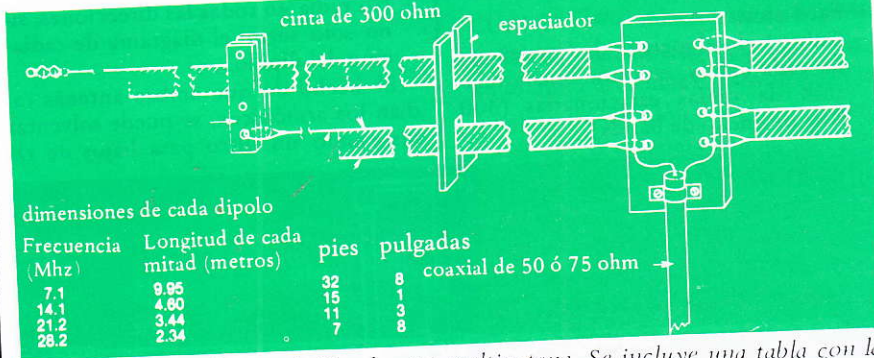 cinta de 300 ohm
espaciador
dimensiones de cada dipolo
Frecuencia (Mhz) Longitud de cada mitad (metros) pies pulgadas
7.1 9.95 32 8
14.1 4.60 15 1
21.2 3.44 11 3
28.2 2.34 7 8
coaxial de 50 ó 75 ohm
Se incluye una tabla con la